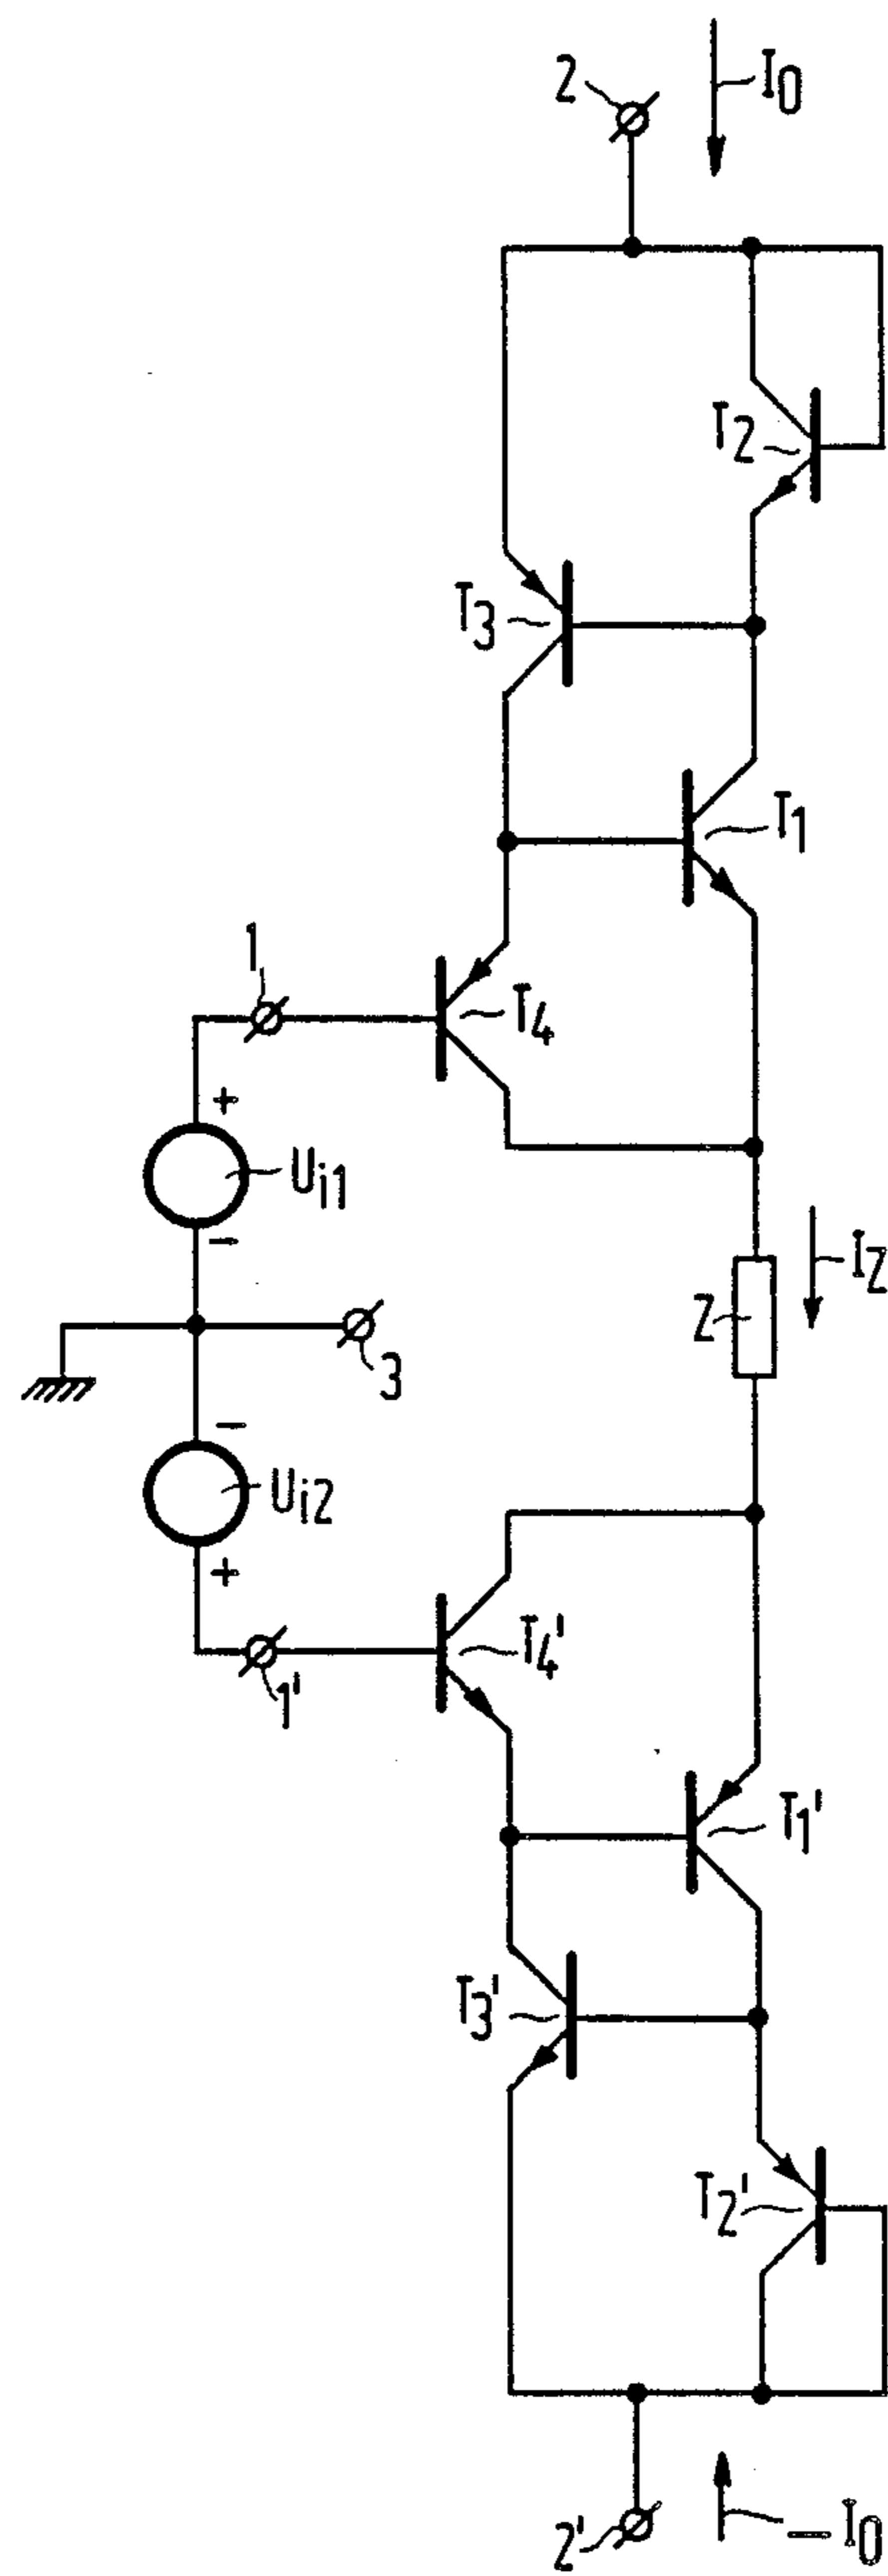 2
I0
T2
T3
T1
1
T4
+
Ui1
−
IZ
Z
3
−
Ui2
+
T4'
1'
T1'
T3'
T2'
2'
−I0